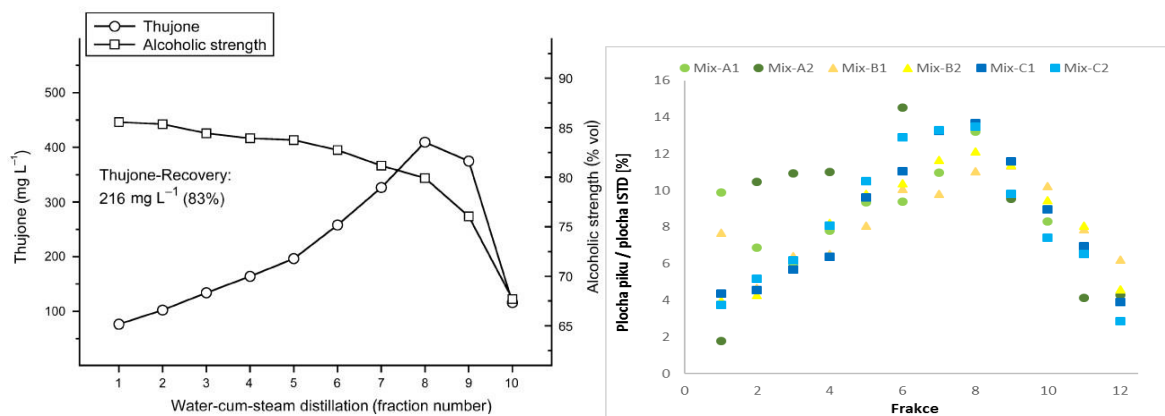 Thujone
Alcoholic strength
500
400
300
200
100
Thujone (mg L⁻¹)
Thujone-Recovery:
216 mg L⁻¹ (83%)
90
85
80
75
70
65
Alcoholic strength (% vol)
1 2 3 4 5 6 7 8 9 10
Water-cum-steam distillation (fraction number)
Mix-A1 Mix-A2 Mix-B1 Mix-B2 Mix-C1 Mix-C2
16
14
12
10
8
6
4
2
0
Plocha piku / plocha ISTD [%]
0 2 4 6 8 10 12
Frakce